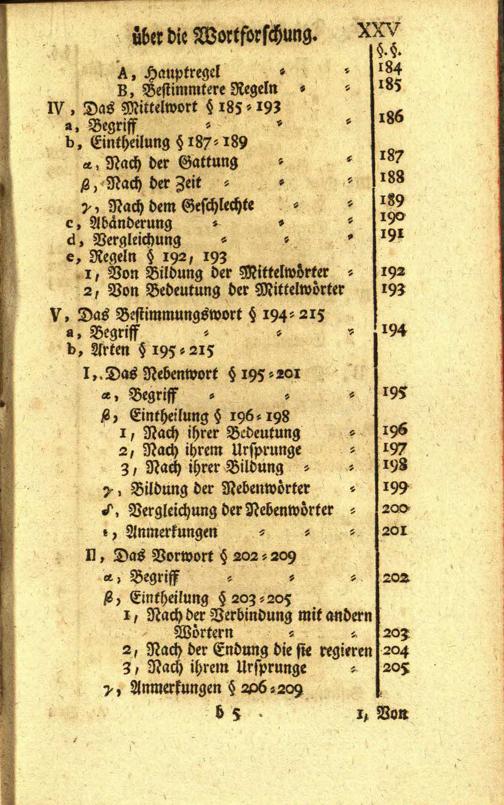 über die Wortforschung. XXV
§.§.
A, Hauptregel = = 184
B, Bestimmtere Regeln = = 185
IV, Das Mittelwort § 185=193
a, Begriff = = = 186
b, Eintheilung § 187=189
α, Nach der Gattung = = 187
β, Nach der Zeit = = = 188
γ, Nach dem Geschlechte = = 189
c, Abänderung = = = 190
d, Vergleichung = = = 191
e, Regeln § 192, 193
1, Von Bildung der Mittelwörter = 192
2, Von Bedeutung der Mittelwörter 193
V, Das Bestimmungswort § 194=215
a, Begriff = = = 194
b, Arten § 195=215
I, Das Nebenwort § 195=201
α, Begriff = = = 195
β, Eintheilung § 196=198
1, Nach ihrer Bedeutung = 196
2, Nach ihrem Ursprunge = 197
3, Nach ihrer Bildung = = 198
γ, Bildung der Nebenwörter = 199
δ, Vergleichung der Nebenwörter = 200
ε, Anmerkungen = = = 201
II, Das Vorwort § 202=209
α, Begriff = = = 202
β, Eintheilung § 203=205
1, Nach der Verbindung mit andern
Wörtern = = 203
2, Nach der Endung die sie regieren 204
3, Nach ihrem Ursprunge = 205
γ, Anmerkungen § 206=209
b 5 1, Von